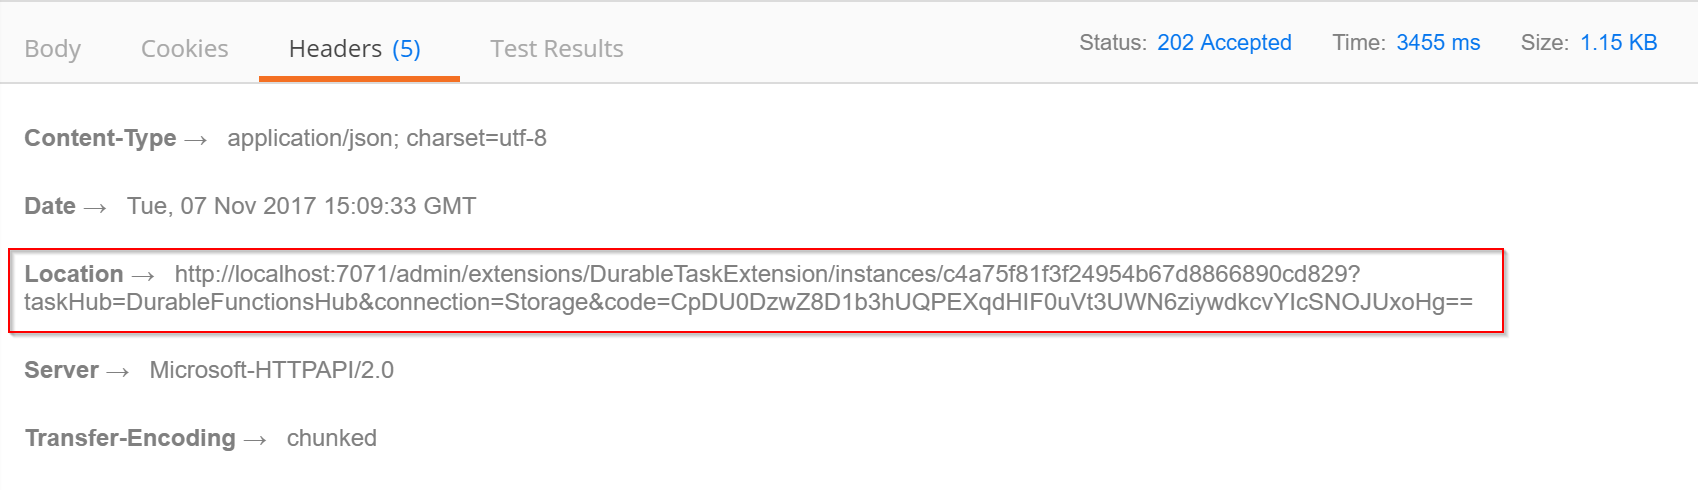 Body Cookies Headers (5) Test Results Status: 202 Accepted Time: 3455 ms Size: 1.15 KB
Content-Type → application/json; charset=utf-8
Date → Tue, 07 Nov 2017 15:09:33 GMT
Location → http://localhost:7071/admin/extensions/DurableTaskExtension/instances/c4a75f81f3f24954b67d8866890cd829?
taskHub=DurableFunctionsHub&connection=Storage&code=CpDU0DzwZ8D1b3hUQPEXqdHIF0uVt3UWN6ziywdkcvYIcSNOJUxoHg==
Server → Microsoft-HTTPAPI/2.0
Transfer-Encoding → chunked